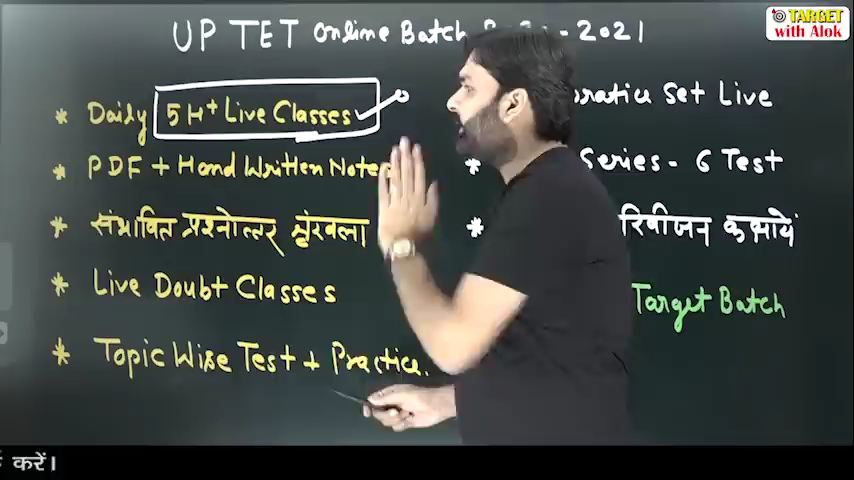 TARGET
with Alok
UP TET Online Batch - 2021
* Daily 5H+ Live Classes
* PDF + Hand Written Notes
* संभावित प्रश्नोत्तर श्रृंखला
* Live Doubt Classes
* Topic Wise Test + Practice.
Set Live
* Series - 6 Test
* रिवीजन कक्षायें
Target Batch
करें।